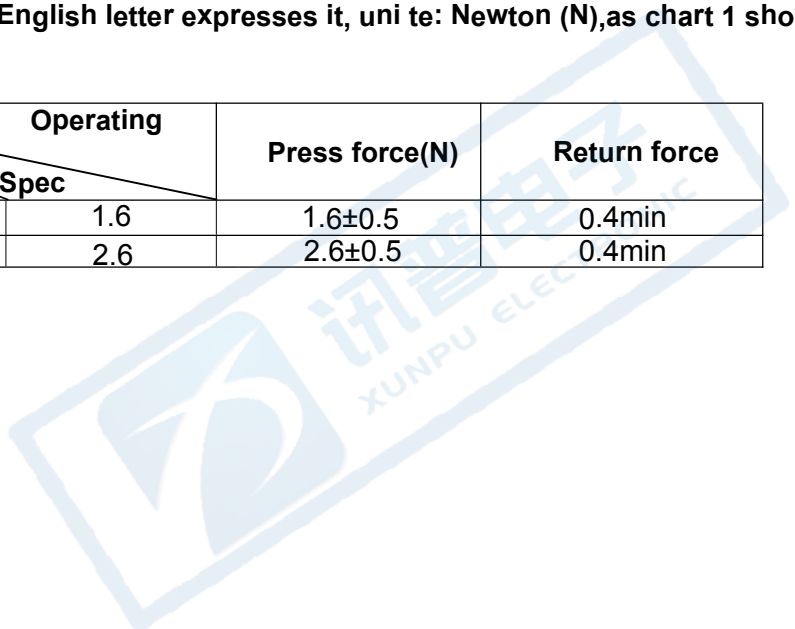 English letter expresses it, uni te: Newton (N),as chart 1 sho
Operating
Press force(N) Return force
Spec
1.6 1.6±0.5 0.4min
2.6 2.6±0.5 0.4min
讯普电子
XUNPU ELECTRONIC